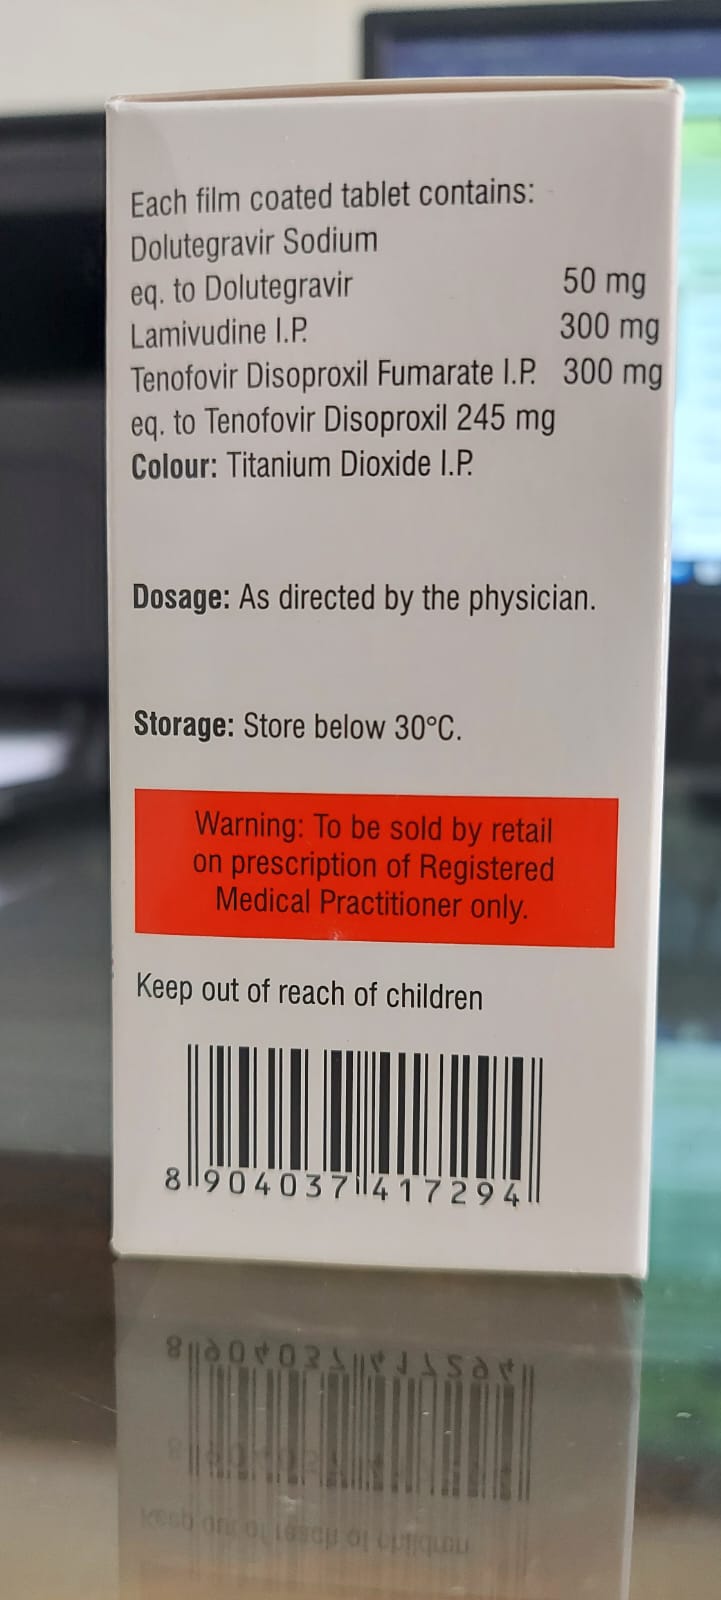 Each film coated tablet contains:
Dolutegravir Sodium
eq. to Dolutegravir 50 mg
Lamivudine I.P. 300 mg
Tenofovir Disoproxil Fumarate I.P. 300 mg
eq. to Tenofovir Disoproxil 245 mg
Colour: Titanium Dioxide I.P.
Dosage: As directed by the physician.
Storage: Store below 30°C.
Warning: To be sold by retail
on prescription of Registered
Medical Practitioner only.
Keep out of reach of children
8 904037 417294